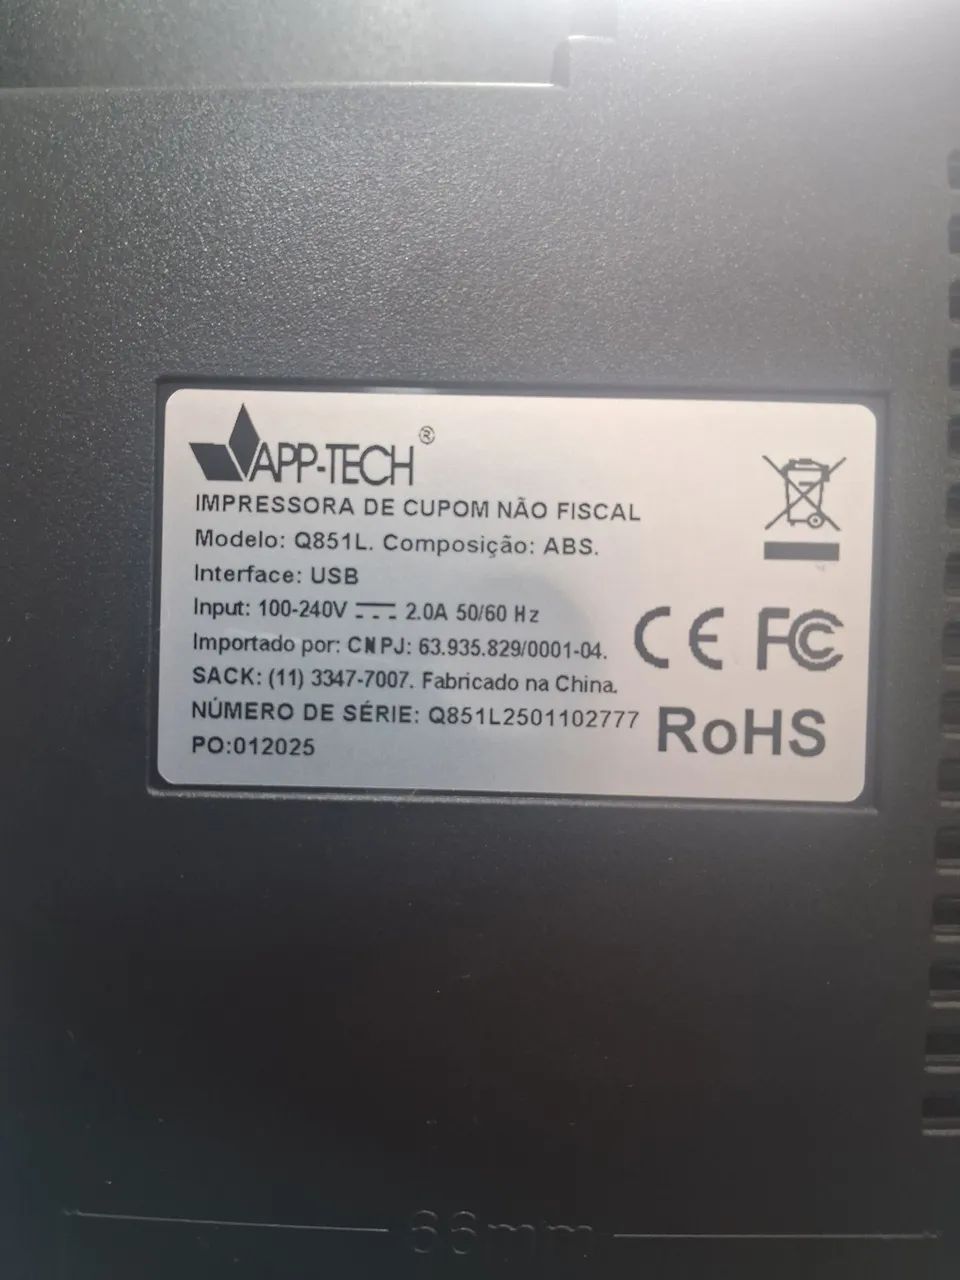 APP-TECH®
IMPRESSORA DE CUPOM NÃO FISCAL
Modelo: Q851L. Composição: ABS.
Interface: USB
Input: 100-240V 2.0A 50/60 Hz
Importado por: CNPJ: 63.935.829/0001-04.
SACK: (11) 3347-7007. Fabricado na China.
NÚMERO DE SÉRIE: Q851L2501102777
PO:012025
CE FC
RoHS
66mm